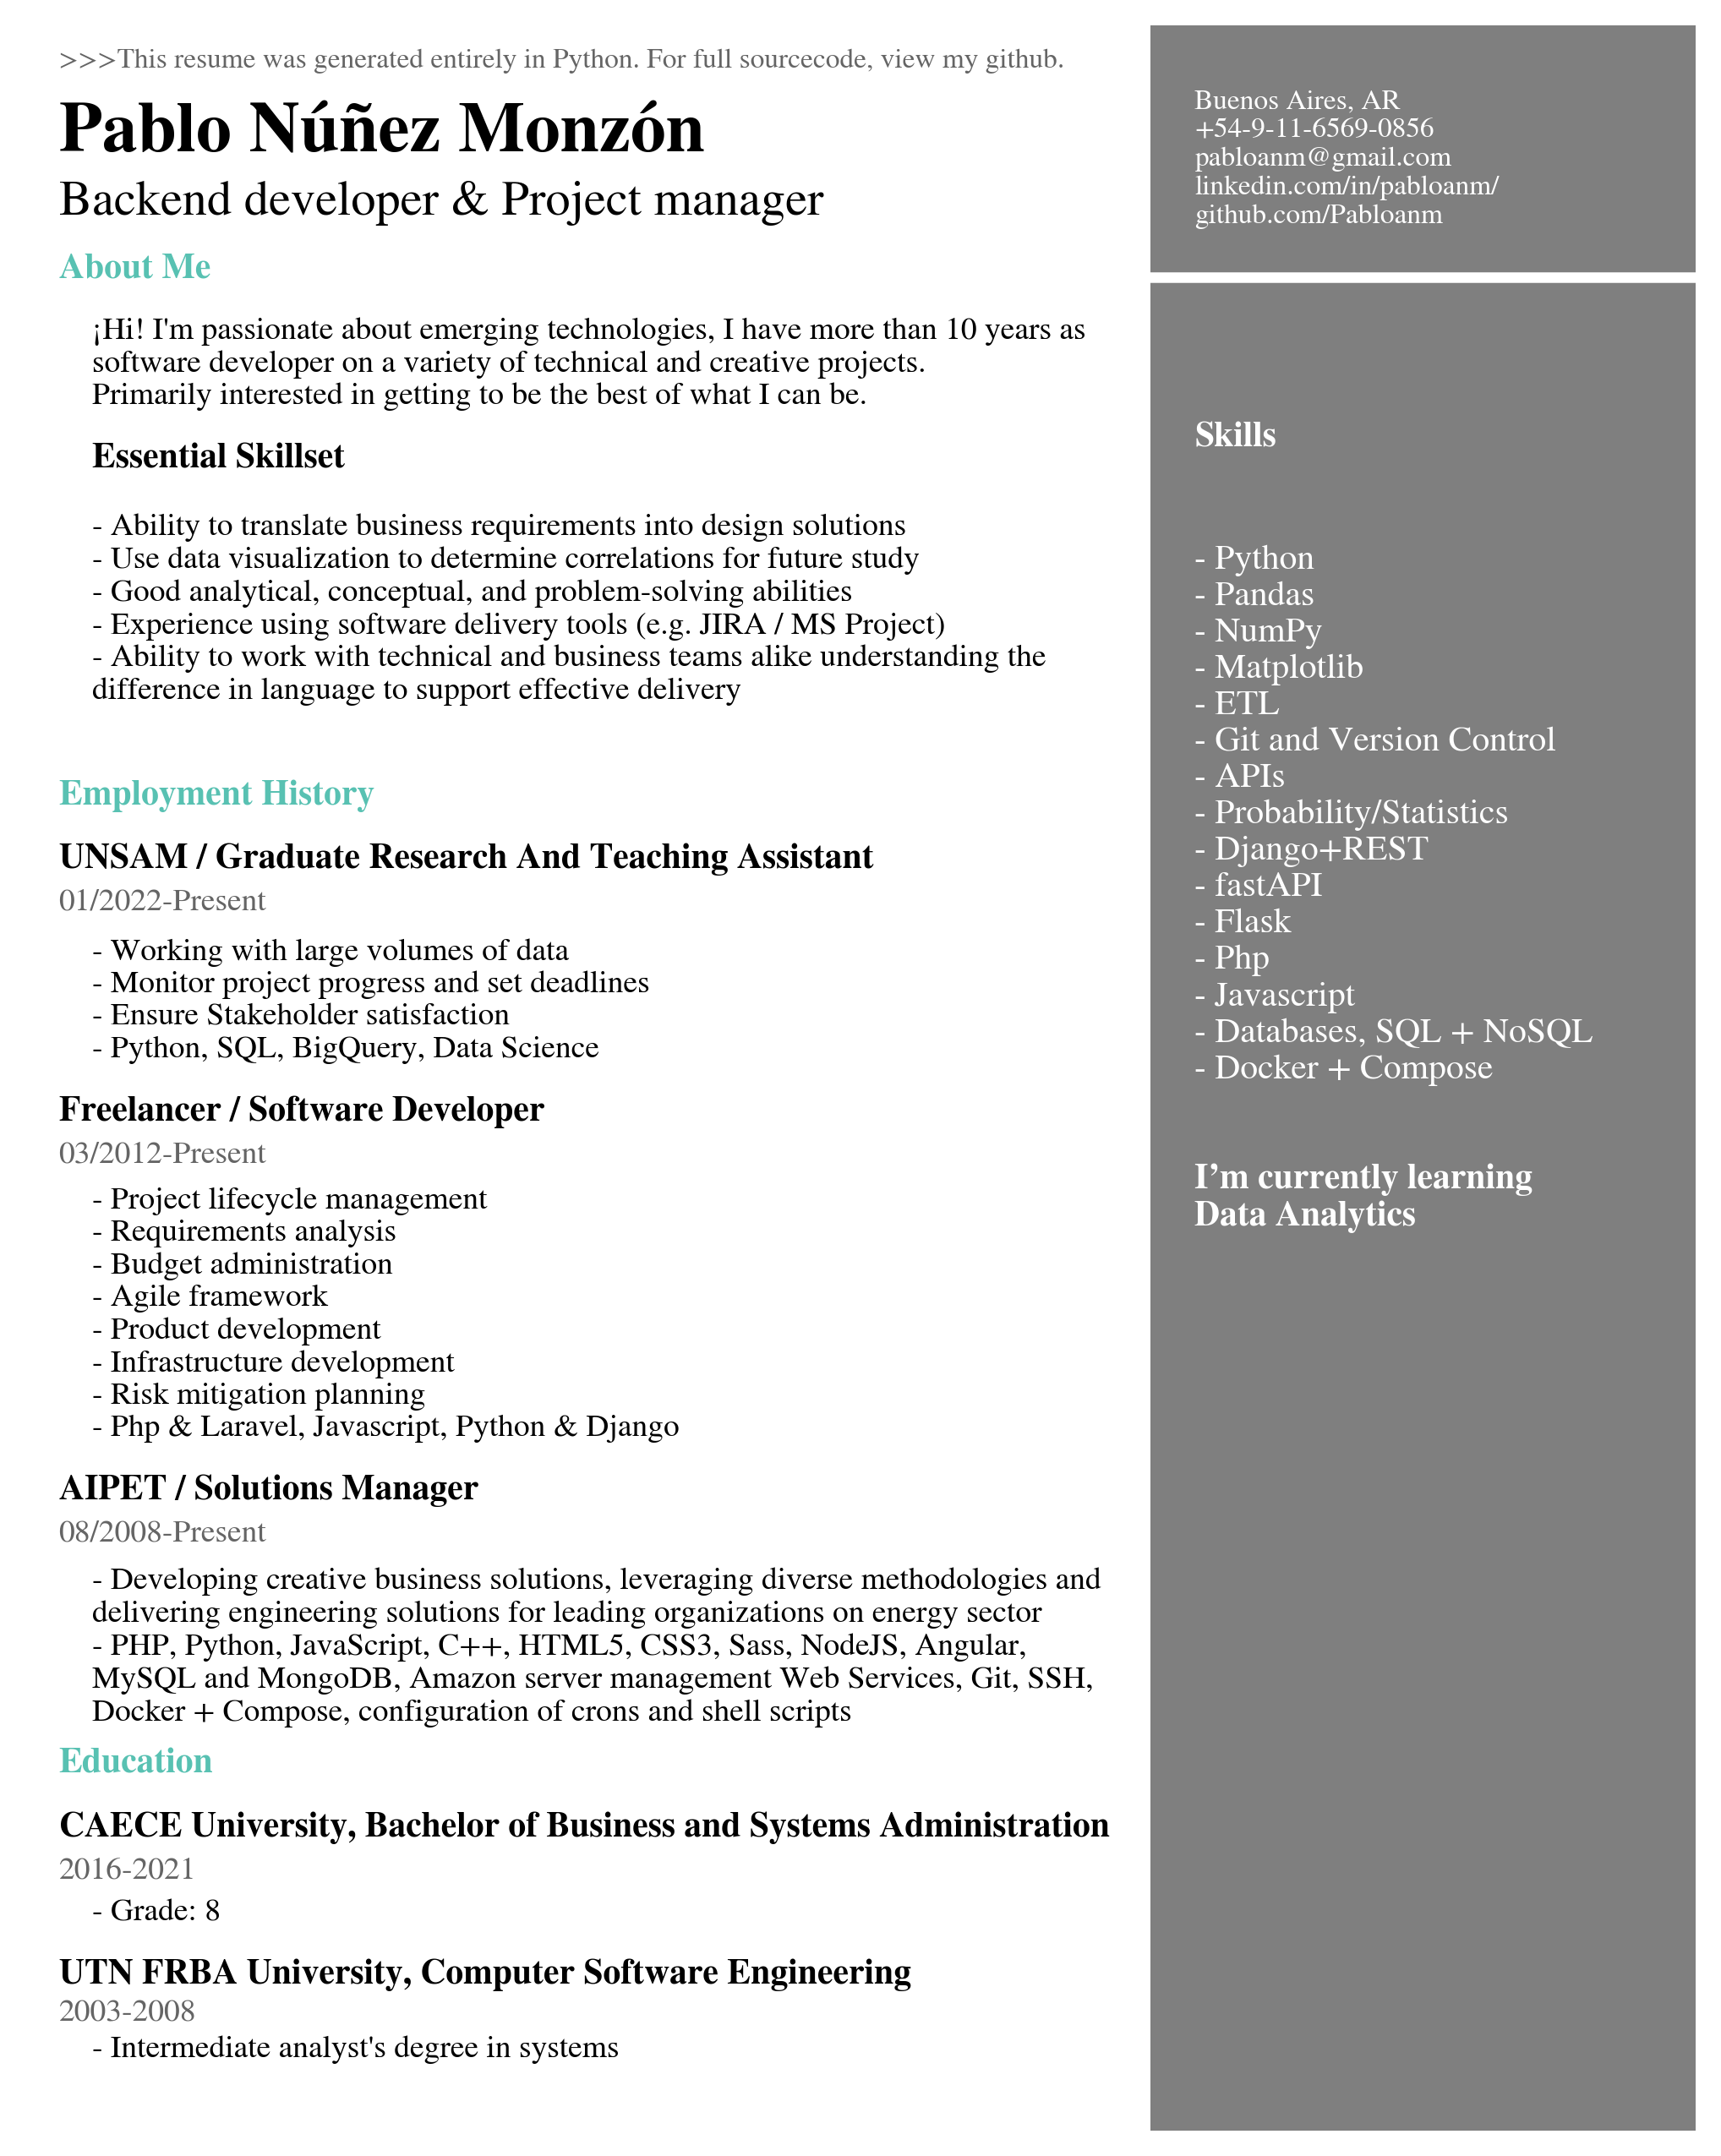 >>>This resume was generated entirely in Python. For full sourcecode, view my github.
Pablo Núñez Monzón
Backend developer & Project manager
About Me
¡Hi! I'm passionate about emerging technologies, I have more than 10 years as
software developer on a variety of technical and creative projects.
Primarily interested in getting to be the best of what I can be.
Essential Skillset
- Ability to translate business requirements into design solutions
- Use data visualization to determine correlations for future study
- Good analytical, conceptual, and problem-solving abilities
- Experience using software delivery tools (e.g. JIRA / MS Project)
- Ability to work with technical and business teams alike understanding the
difference in language to support effective delivery
Employment History
UNSAM / Graduate Research And Teaching Assistant
01/2022-Present
- Working with large volumes of data
- Monitor project progress and set deadlines
- Ensure Stakeholder satisfaction
- Python, SQL, BigQuery, Data Science
Freelancer / Software Developer
03/2012-Present
- Project lifecycle management
- Requirements analysis
- Budget administration
- Agile framework
- Product development
- Infrastructure development
- Risk mitigation planning
- Php & Laravel, Javascript, Python & Django
AIPET / Solutions Manager
08/2008-Present
- Developing creative business solutions, leveraging diverse methodologies and
delivering engineering solutions for leading organizations on energy sector
- PHP, Python, JavaScript, C++, HTML5, CSS3, Sass, NodeJS, Angular,
MySQL and MongoDB, Amazon server management Web Services, Git, SSH,
Docker + Compose, configuration of crons and shell scripts
Education
CAECE University, Bachelor of Business and Systems Administration
2016-2021
- Grade: 8
UTN FRBA University, Computer Software Engineering
2003-2008
- Intermediate analyst's degree in systems
Buenos Aires, AR
+54-9-11-6569-0856
pabloanm@gmail.com
linkedin.com/in/pabloanm/
github.com/Pabloanm
Skills
- Python
- Pandas
- NumPy
- Matplotlib
- ETL
- Git and Version Control
- APIs
- Probability/Statistics
- Django+REST
- fastAPI
- Flask
- Php
- Javascript
- Databases, SQL + NoSQL
- Docker + Compose
I’m currently learning
Data Analytics